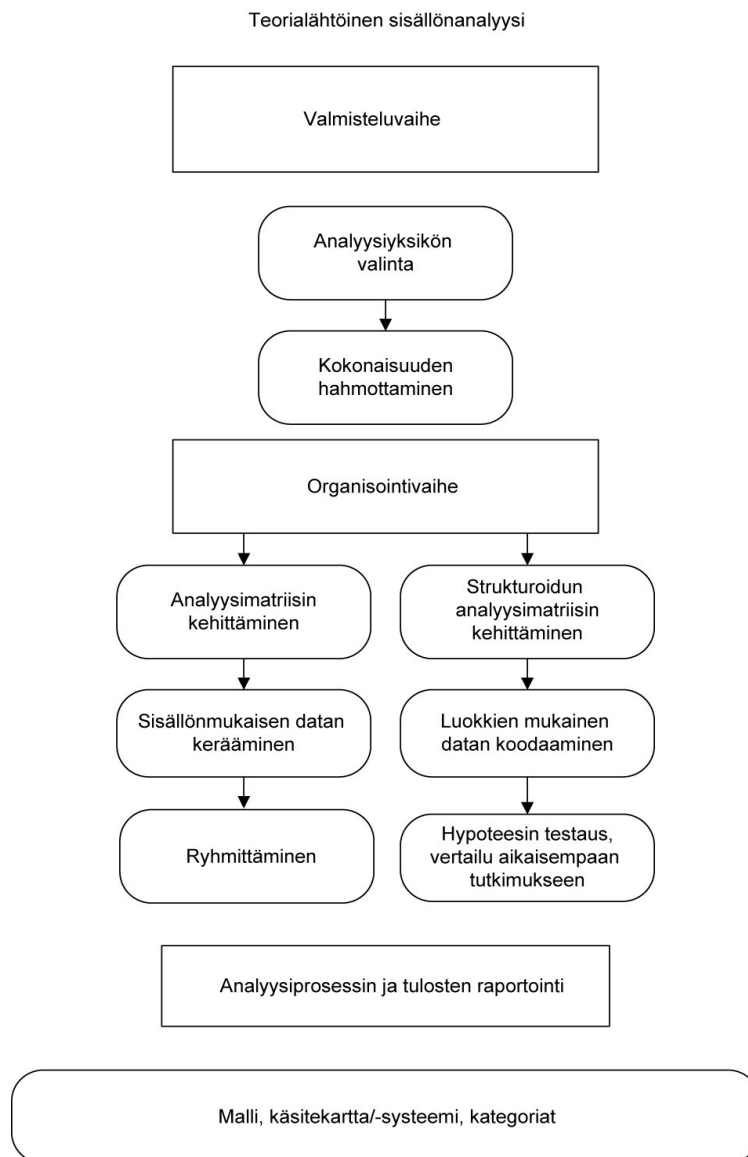 Teorialähtöinen sisällönanalyysi
Valmisteluvaihe
Analyysiyksikön
valinta
Kokonaisuuden
hahmottaminen
Organisointivaihe
Analyysimatriisin
kehittäminen
Strukturoidun
analyysimatriisin
kehittäminen
Sisällönmukaisen datan
kerääminen
Luokkien mukainen
datan koodaaminen
Ryhmittäminen
Hypoteesin testaus,
vertailu aikaisempaan
tutkimukseen
Analyysiprosessin ja tulosten raportointi
Malli, käsitekartta/-systeemi, kategoriat